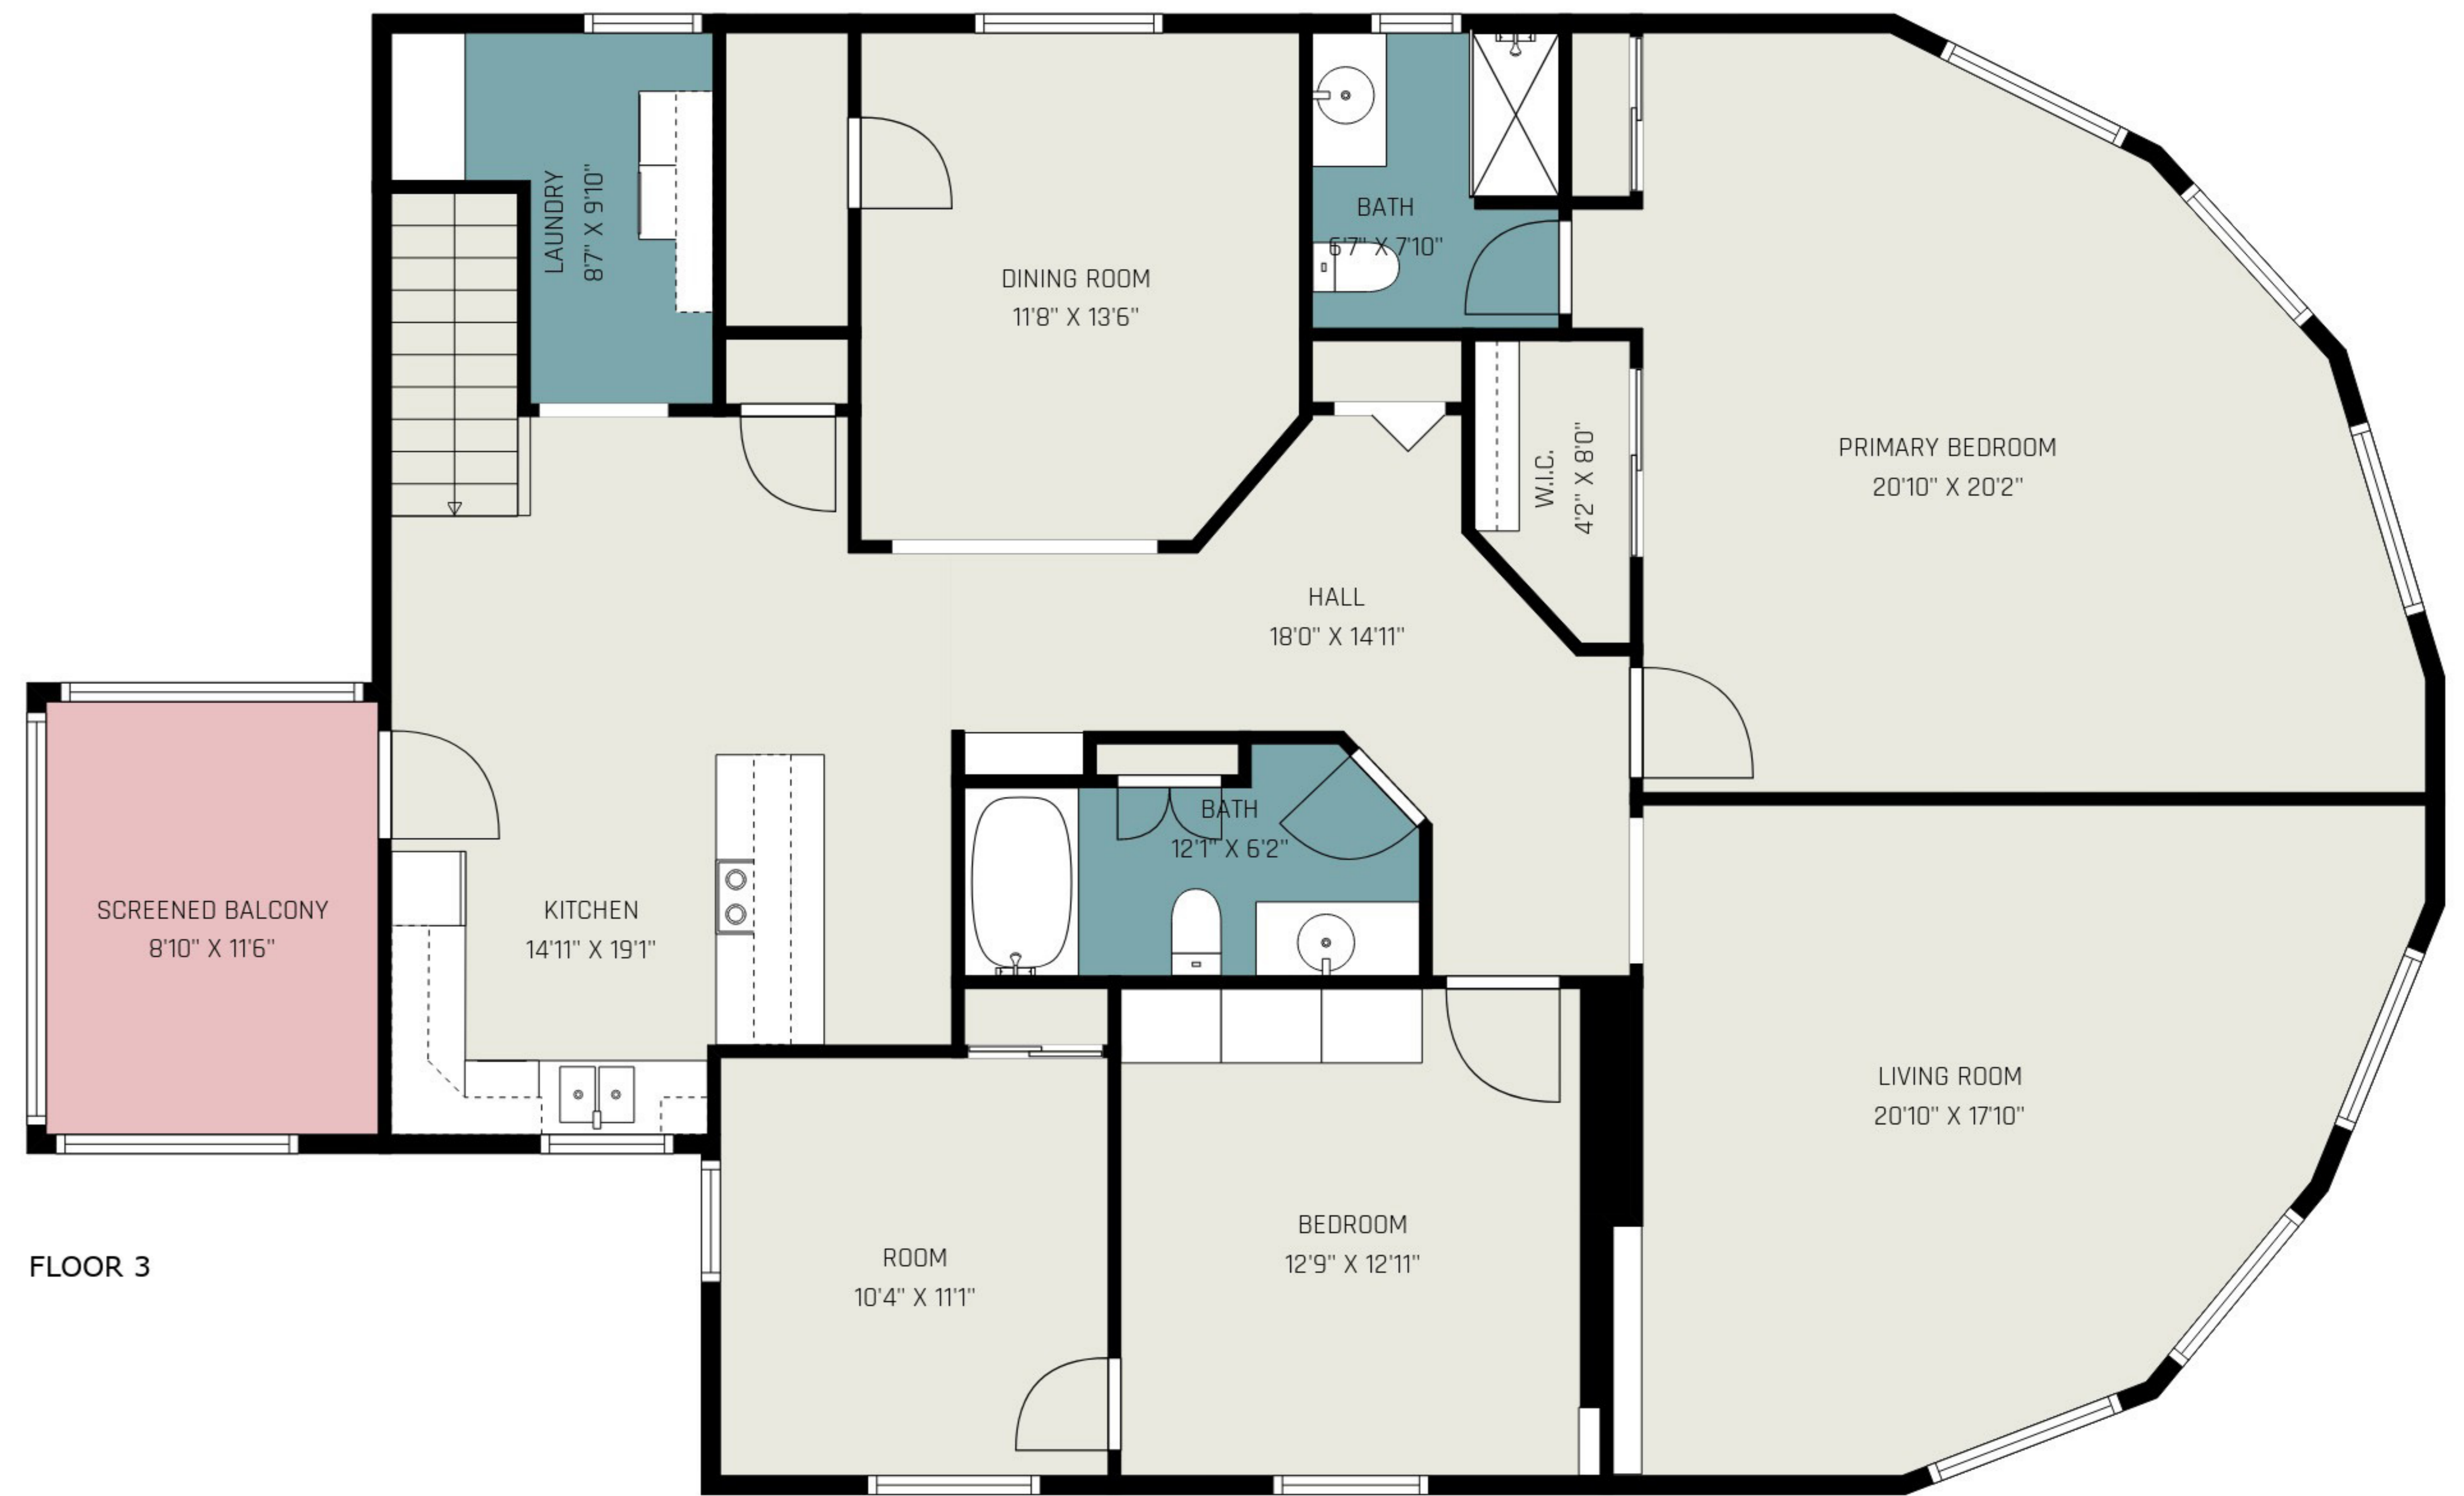 LAUNDRY
8'7" X 9'10"
DINING ROOM
11'8" X 13'6"
BATH
6'7" X 7'10"
W.I.C.
4'2" X 8'0"
PRIMARY BEDROOM
20'10" X 20'2"
HALL
18'0" X 14'11"
BATH
12'1" X 6'2"
SCREENED BALCONY
8'10" X 11'6"
KITCHEN
14'11" X 19'1"
LIVING ROOM
20'10" X 17'10"
BEDROOM
12'9" X 12'11"
ROOM
10'4" X 11'1"
FLOOR 3